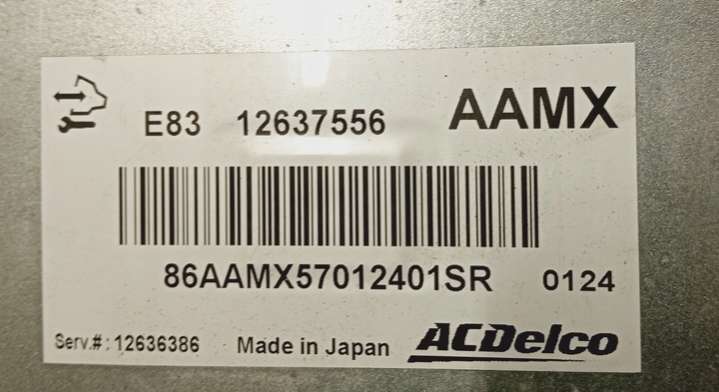 E83 12637556 AAMX
86AAMX57012401SR 0124
Serv.#: 12636386 Made in Japan ACDelco